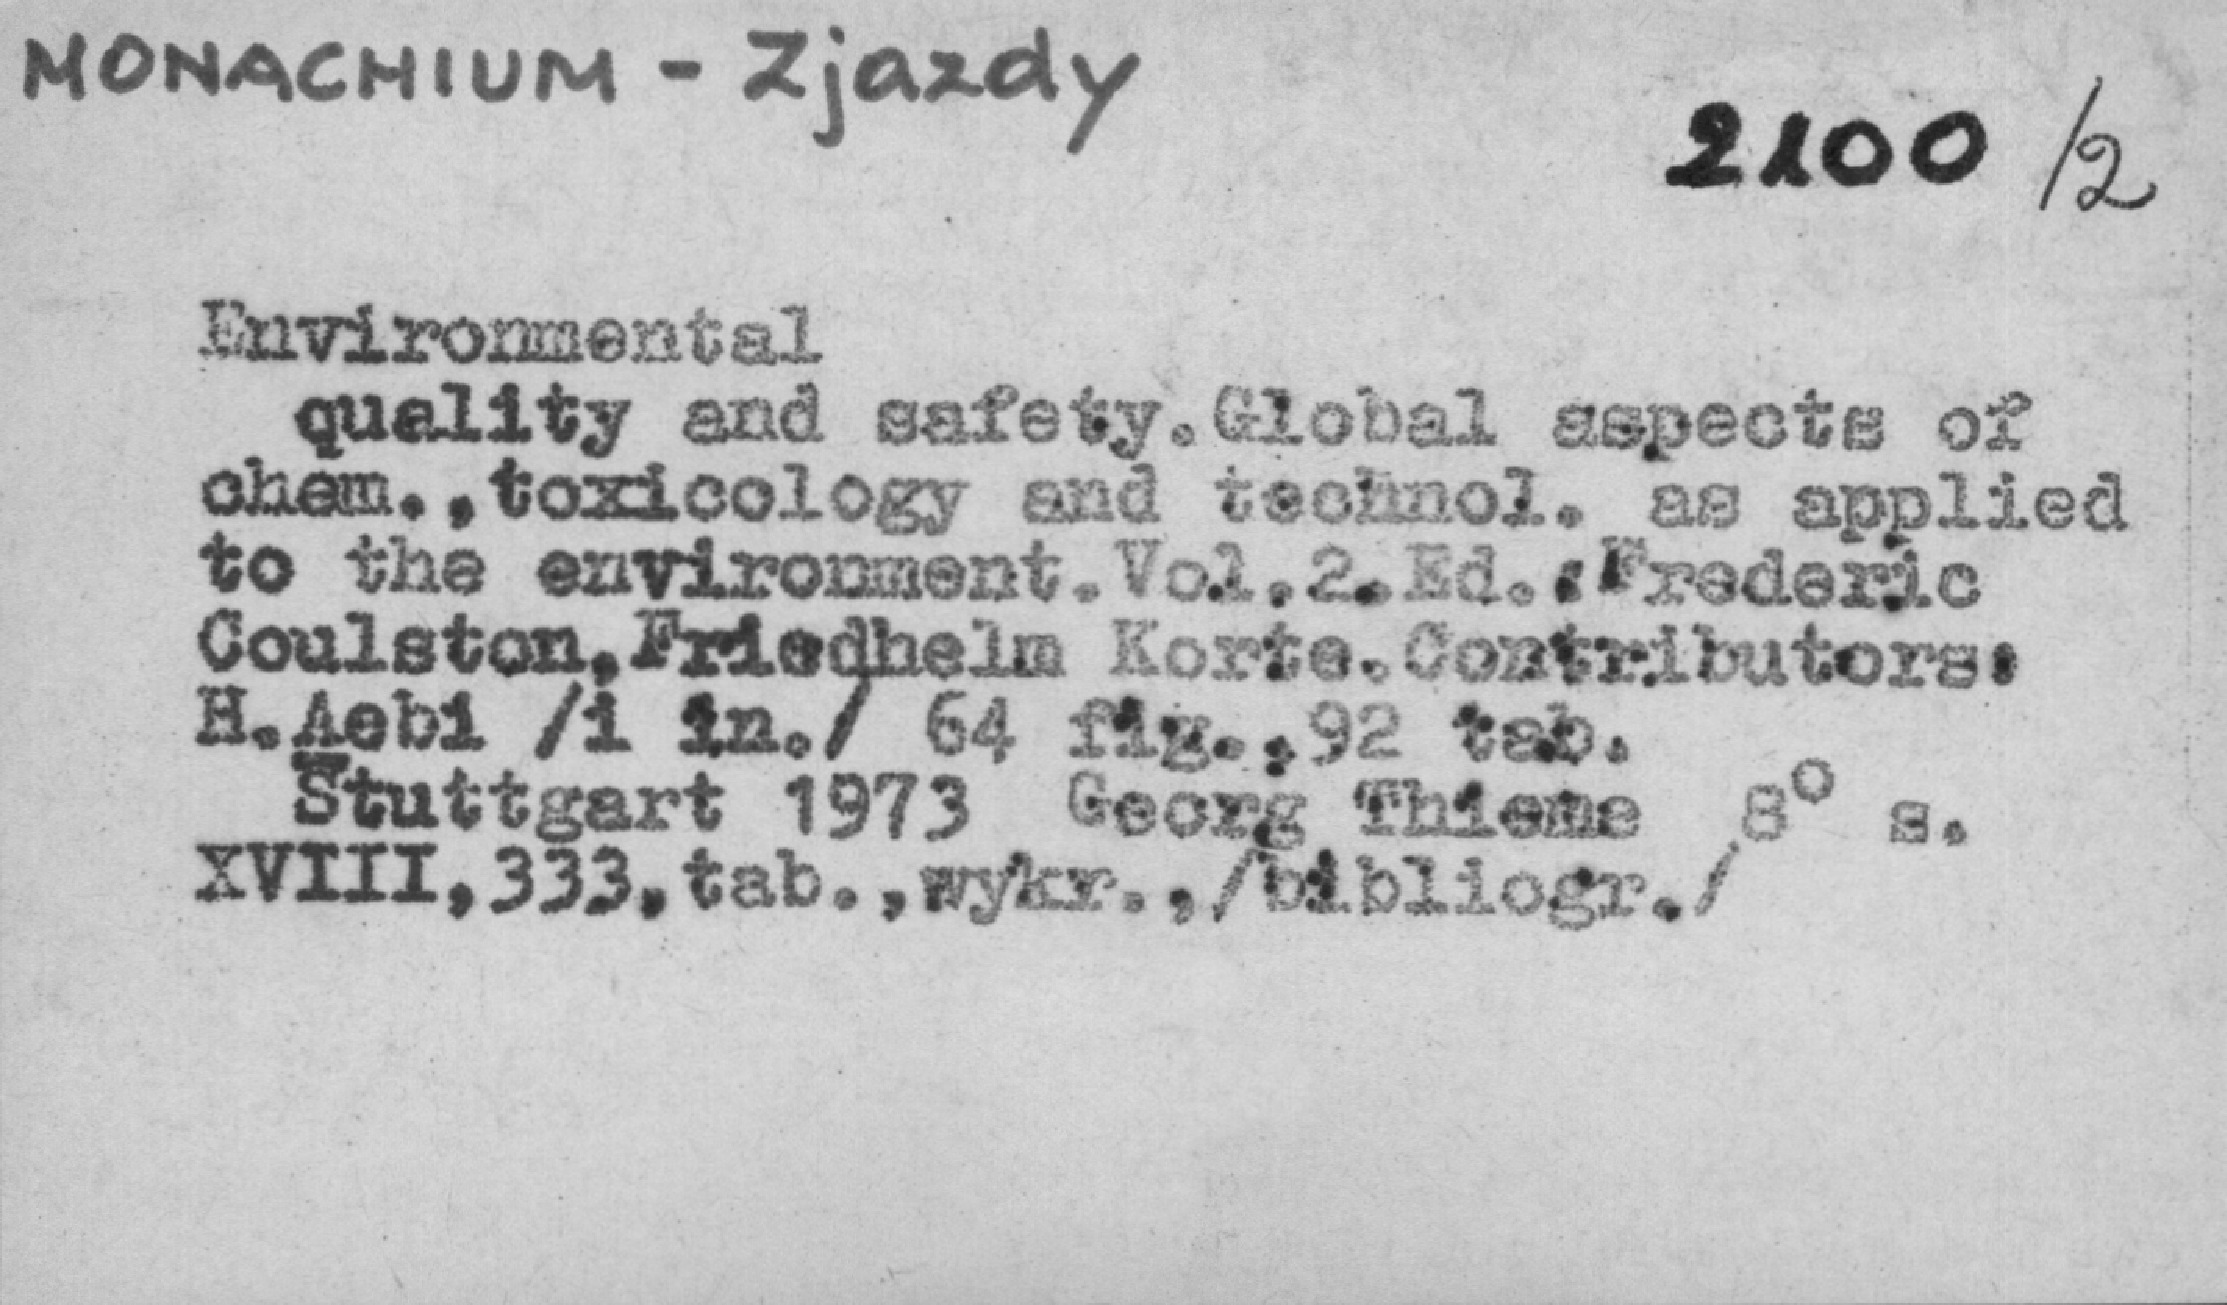 MONACHIUM - Zjazdy
2100 /2
Environmental
quality and safety.Global aspects of
chem.,toxicology and technol. as applied
to the environment.Vol.2.Ed.:Frederic
Coulston,Friedhelm Korte.Contributors:
H.Aebi /i in./ 64 fig.,92 tab.
Stuttgart 1973 Georg Thieme 8° s.
XVIII,333,tab.,wykr.,/bibliogr./